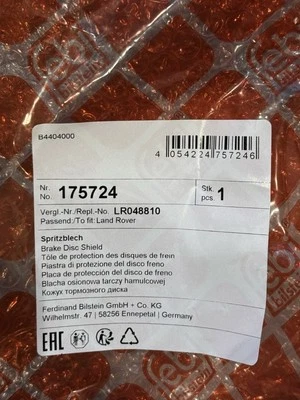 B4404000
4 054224 757246
Nr.
No. 175724
Stk.
pcs. 1
Vergl.-Nr./Repl.-No. LR048810
Passend:/To fit: Land Rover
Spritzblech
Brake Disc Shield
Tôle de protection des disques de frein
Piastra di protezione del disco freno
Placa de protección del disco freno
Blacha osionowa tarczy hamulcowej
Кожух тормозного диска
Ferdinand Bilstein GmbH + Co. KG
Wilhelmstr. 47 | 58256 Ennepetal | Germany
EAC